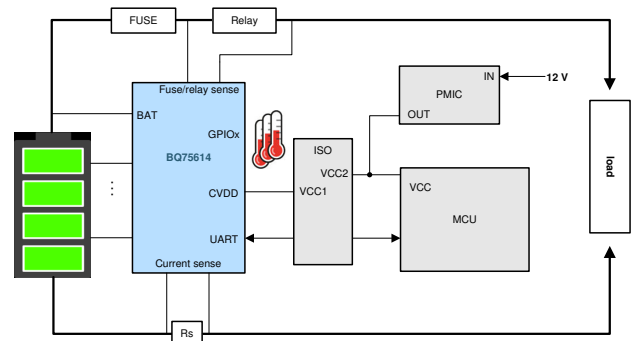 FUSE
Relay
Fuse/relay sense
BAT
GPIOx
BQ75614
CVDD
UART
Current sense
ISO
VCC2
VCC1
PMIC
IN
12 V
OUT
VCC
MCU
load
Rs